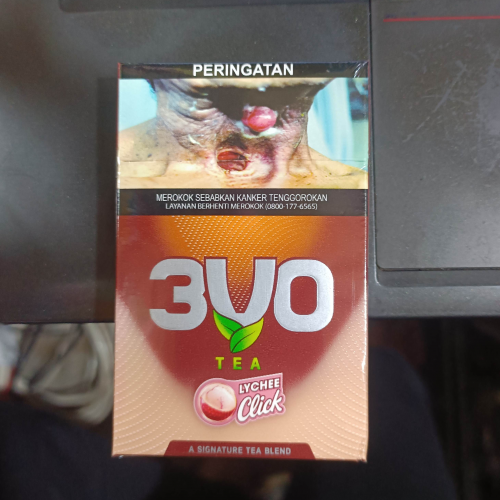 PERINGATAN
MEROKOK SEBABKAN KANKER TENGGOROKAN
LAYANAN BERHENTI MEROKOK (0800-177-6565)
3VO
TEA
LYCHEE
Click
A SIGNATURE TEA BLEND